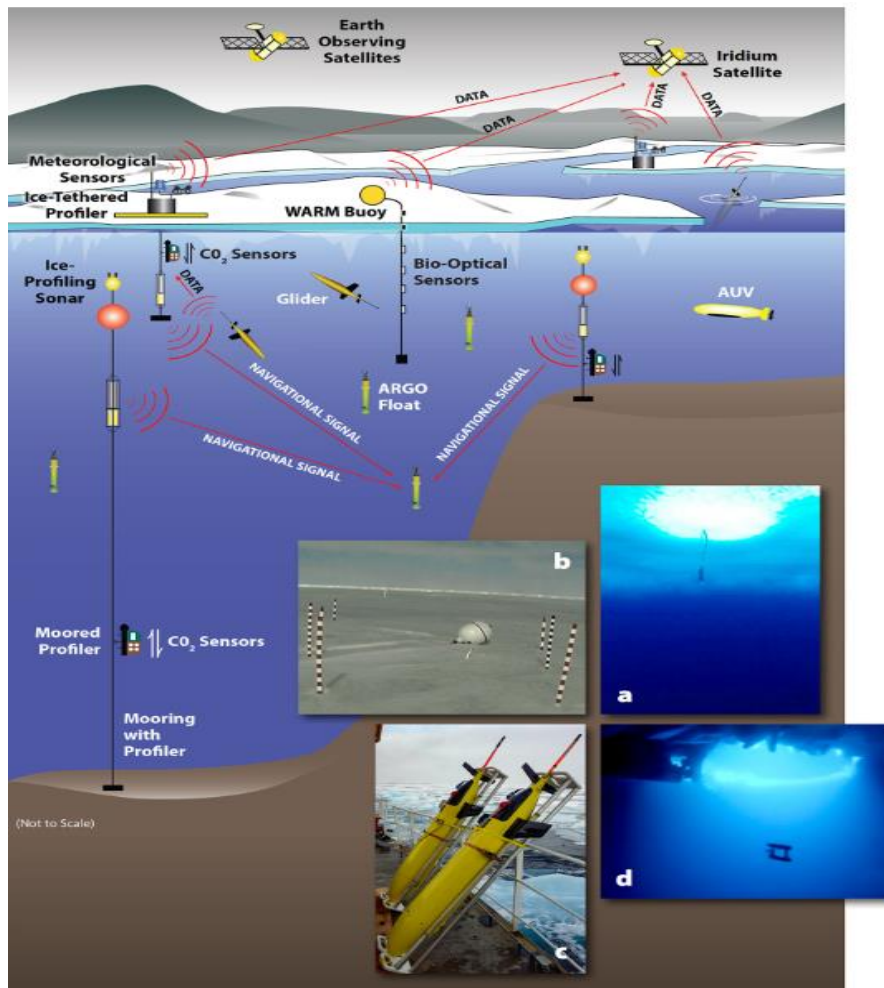 Earth
Observing
Satellites
Iridium
Satellite
DATA
DATA
DATA
DATA
Meteorological
Sensors
Ice-Tethered
Profiler
WARM Buoy
C0₂ Sensors
Ice-
Profiling
Sonar
DATA
Glider
Bio-Optical
Sensors
AUV
NAVIGATIONAL SIGNAL
ARGO
Float
NAVIGATIONAL SIGNAL
NAVIGATIONAL SIGNAL
b
a
Moored
Profiler
C0₂ Sensors
Mooring
with
Profiler
(Not to Scale)
c
d